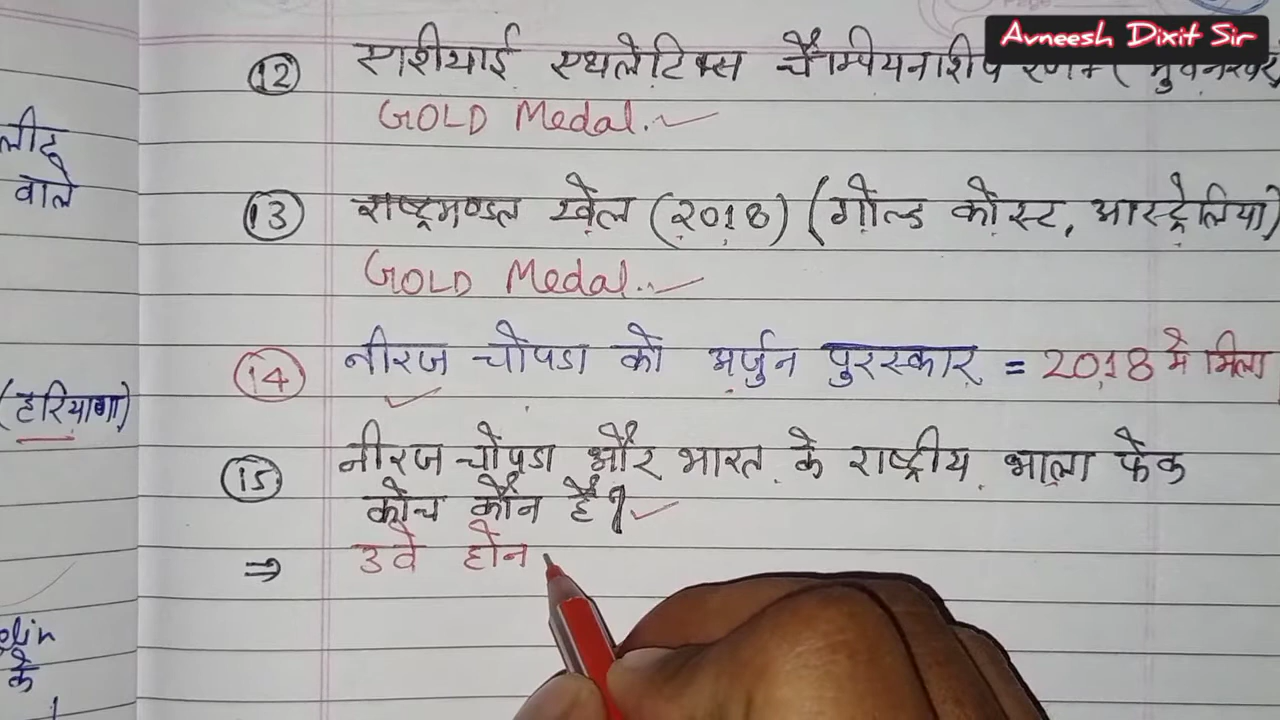 Avneesh Dixit Sir
(12) एशीयाई एथलेटिक्स चैम्पियनशिप
GOLD Medal.
(13) राष्ट्रमण्डल खेल (2018) (गोल्ड कोस्ट, आस्ट्रेलिया)
GOLD Medal..
(14) नीरज चोपडा को अर्जुन पुरस्कार = 2018 मे मिला
(15) नीरज चोपडा और भारत के राष्ट्रीय भाला फेक
कोच कौन है?
⇒ उवे होन
वाले
(हरियाणा)
के